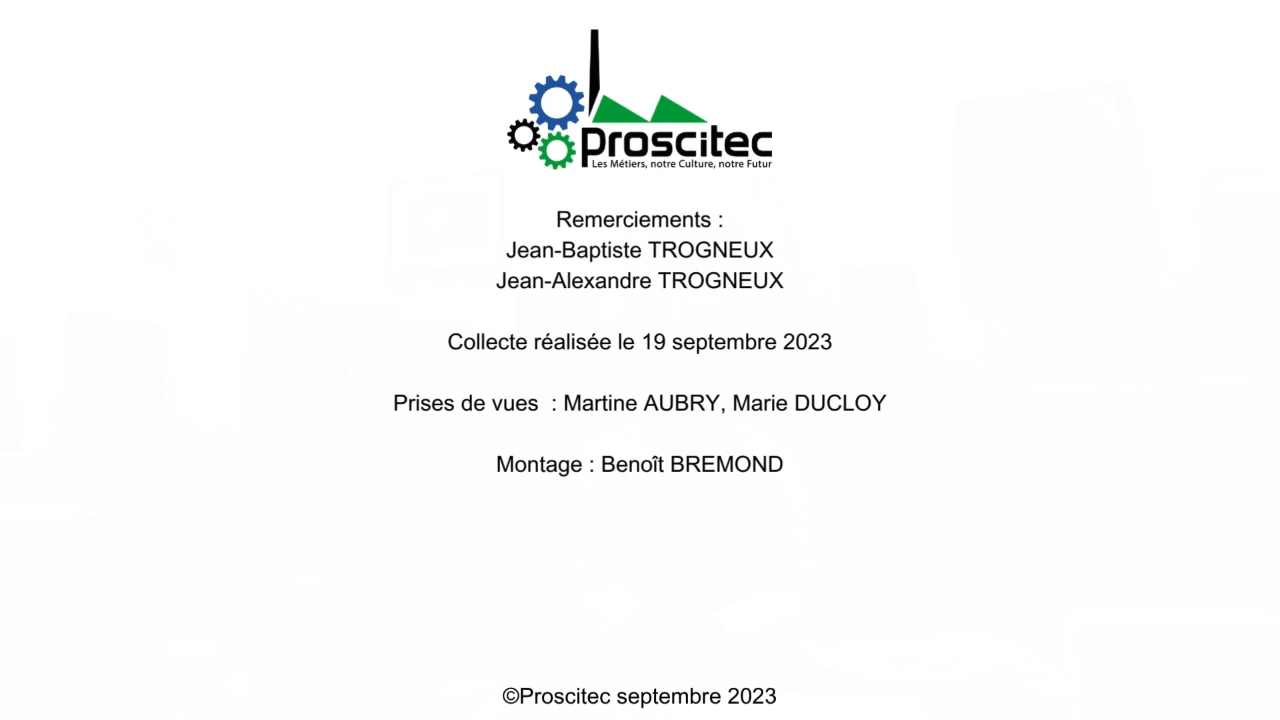 Proscitec
Les Métiers, notre Culture, notre Futur
Remerciements :
Jean-Baptiste TROGNEUX
Jean-Alexandre TROGNEUX
Collecte réalisée le 19 septembre 2023
Prises de vues  : Martine AUBRY, Marie DUCLOY
Montage : Benoît BREMOND
©Proscitec septembre 2023